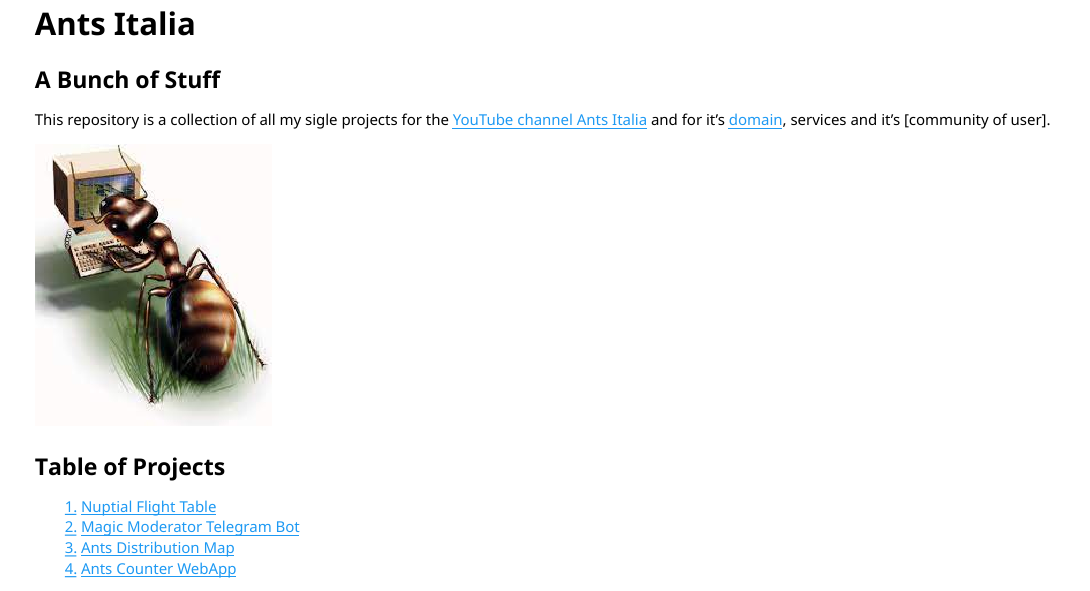 Ants Italia
A Bunch of Stuff
This repository is a collection of all my sigle projects for the YouTube channel Ants Italia and for it’s domain, services and it’s [community of user].
Table of Projects
1. Nuptial Flight Table
2. Magic Moderator Telegram Bot
3. Ants Distribution Map
4. Ants Counter WebApp